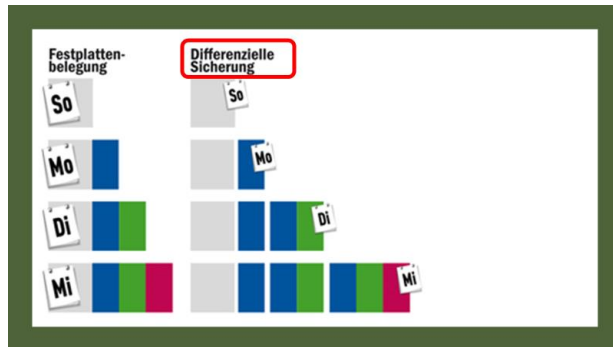 Festplatten-
belegung
Differenzielle
Sicherung
So
So
Mo
Mo
Di
Di
Mi
Mi